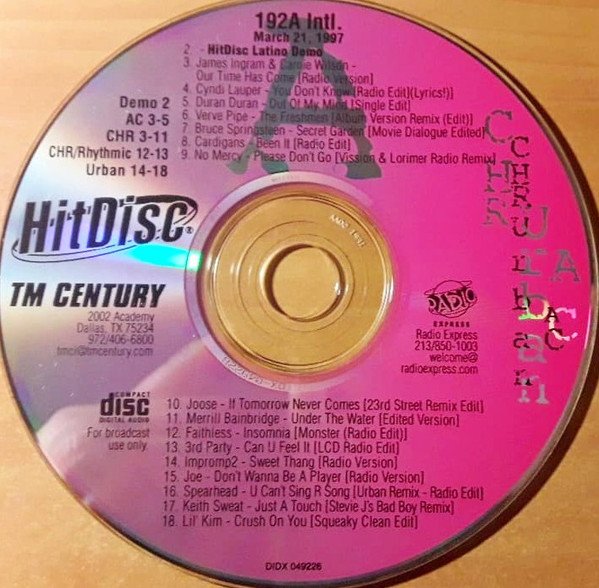 192A Intl.
March 21, 1997
2. - HitDisc Latino Demo
3. James Ingram & Carnie Wilson -
Our Time Has Come [Radio Version]
4. Cyndi Lauper - You Don't Know [Radio Edit](Lyrics!)]
5. Duran Duran - Out Of My Mind [Single Edit]
6. Verve Pipe - The Freshmen [Album Version Remix (Edit)]
7. Bruce Springsteen - Secret Garden [Movie Dialogue Edited]
8. Cardigans - Been It [Radio Edit]
9. No Mercy - Please Don't Go [Vission & Lorimer Radio Remix]
Demo 2
AC 3-5
CHR 3-11
CHR/Rhythmic 12-13
Urban 14-18
HitDisc®
TM CENTURY
2002 Academy
Dallas, TX 75234
972/406-6800
tmci@tmcentury.com
RADIO
EXPRESS
Radio Express
213/850-1003
welcome@
radioexpress.com
A
CHR
CHR
Urban
Urban
AC
AC
COMPACT
disc
DIGITAL AUDIO
For broadcast
use only.
10. Joose - If Tomorrow Never Comes [23rd Street Remix Edit]
11. Merrill Bainbridge - Under The Water [Edited Version]
12. Faithless - Insomnia [Monster (Radio Edit)]
13. 3rd Party - Can U Feel It [LCD Radio Edit]
14. Impromp2 - Sweet Thang [Radio Version]
15. Joe - Don't Wanna Be A Player [Radio Version]
16. Spearhead - U Can't Sing R Song [Urban Remix - Radio Edit]
17. Keith Sweat - Just A Touch [Stevie J's Bad Boy Remix]
18. Lil' Kim - Crush On You [Squeaky Clean Edit]
DIDX 049226